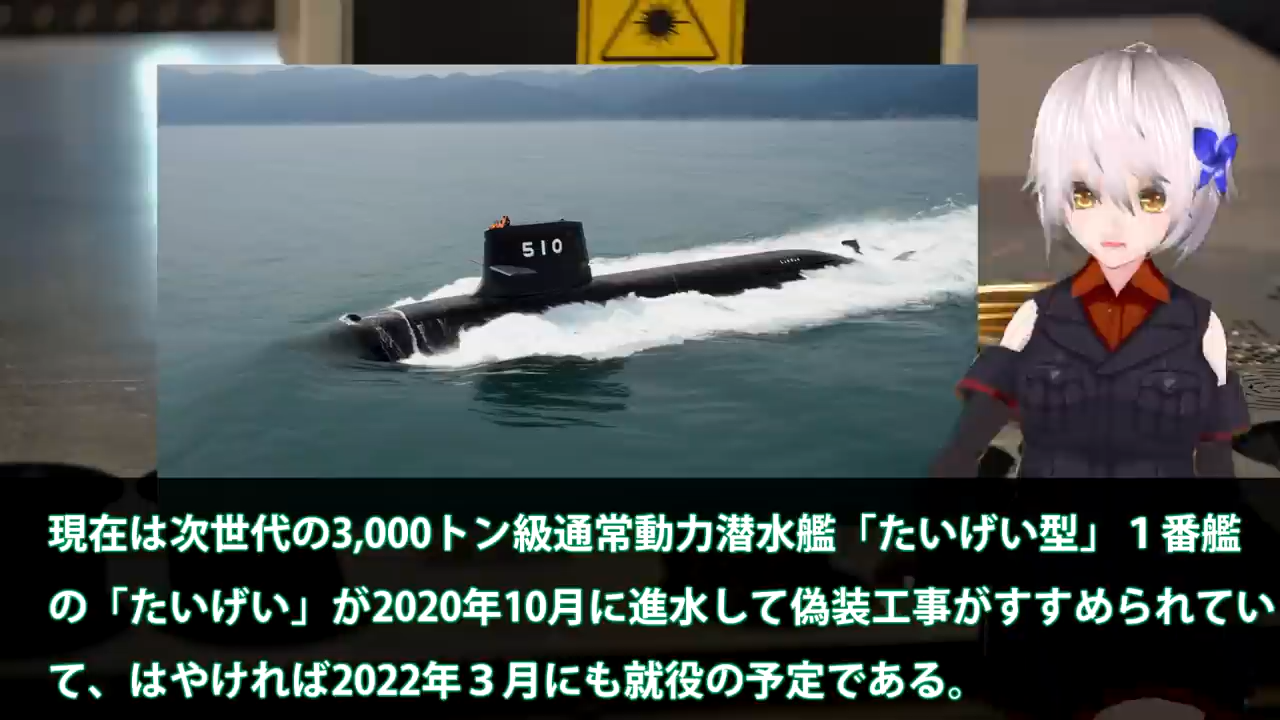 510
現在は次世代の3,000トン級通常動力潜水艦「たいげい型」１番艦
の「たいげい」が2020年10月に進水して偽装工事がすすめられてい
て、はやければ2022年３月にも就役の予定である。